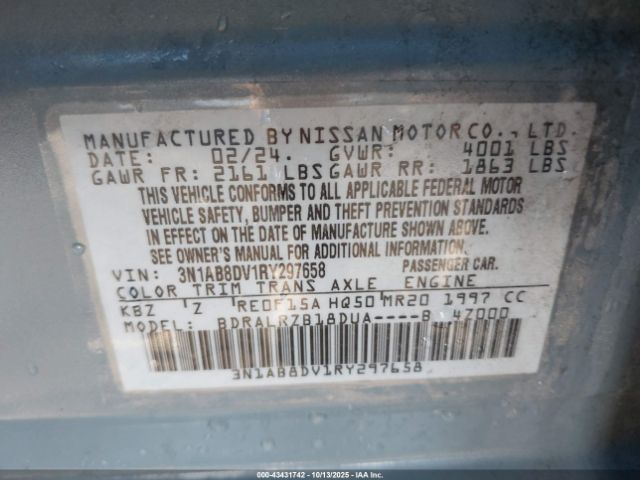 MANUFACTURED BY NISSAN MOTOR CO., LTD.
DATE: 02/24. GVWR: 4001 LBS
GAWR FR: 2161 LBS GAWR RR: 1863 LBS
THIS VEHICLE CONFORMS TO ALL APPLICABLE FEDERAL MOTOR
VEHICLE SAFETY, BUMPER AND THEFT PREVENTION STANDARDS
IN EFFECT ON THE DATE OF MANUFACTURE SHOWN ABOVE.
SEE OWNER'S MANUAL FOR ADDITIONAL INFORMATION.
VIN: 3N1AB8DV1RY297658 PASSENGER CAR.
COLOR TRIM TRANS AXLE ENGINE
KBZ Z RE0F15A HQ50 MR20 1997 CC
MODEL: BDRALRZB18DUA----B 4Z000
3N1AB8DV1RY297658
000-43431742 - 10/13/2025 - IAAI.COM